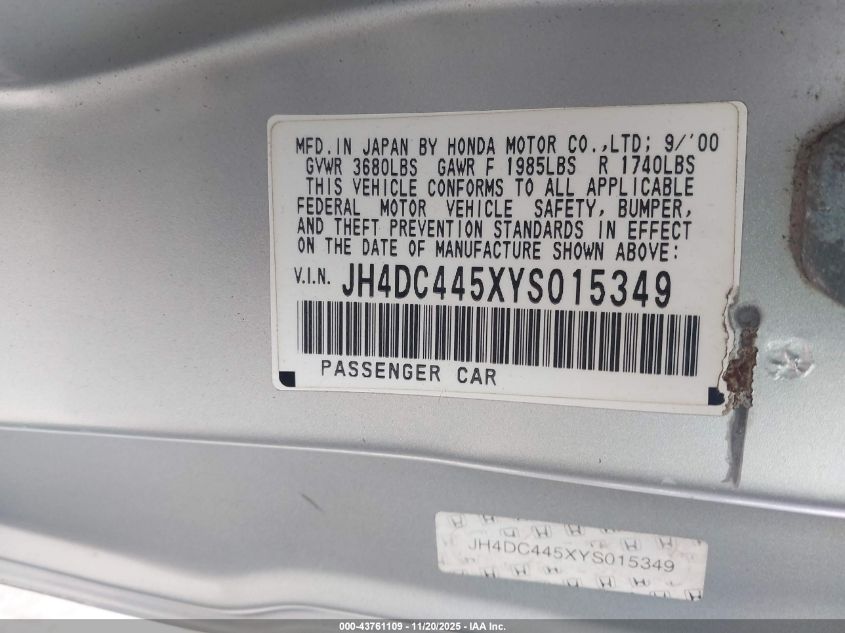 MFD. IN JAPAN BY HONDA MOTOR CO.,LTD; 9/'00
GVWR 3680LBS GAWR F 1985LBS R 1740LBS
THIS VEHICLE CONFORMS TO ALL APPLICABLE
FEDERAL MOTOR VEHICLE SAFETY, BUMPER,
AND THEFT PREVENTION STANDARDS IN EFFECT
ON THE DATE OF MANUFACTURE SHOWN ABOVE:
V.I.N. JH4DC445XYS015349
PASSENGER CAR
JH4DC445XYS015349
000-43761109 | 11/20/2025 | IAA Inc.